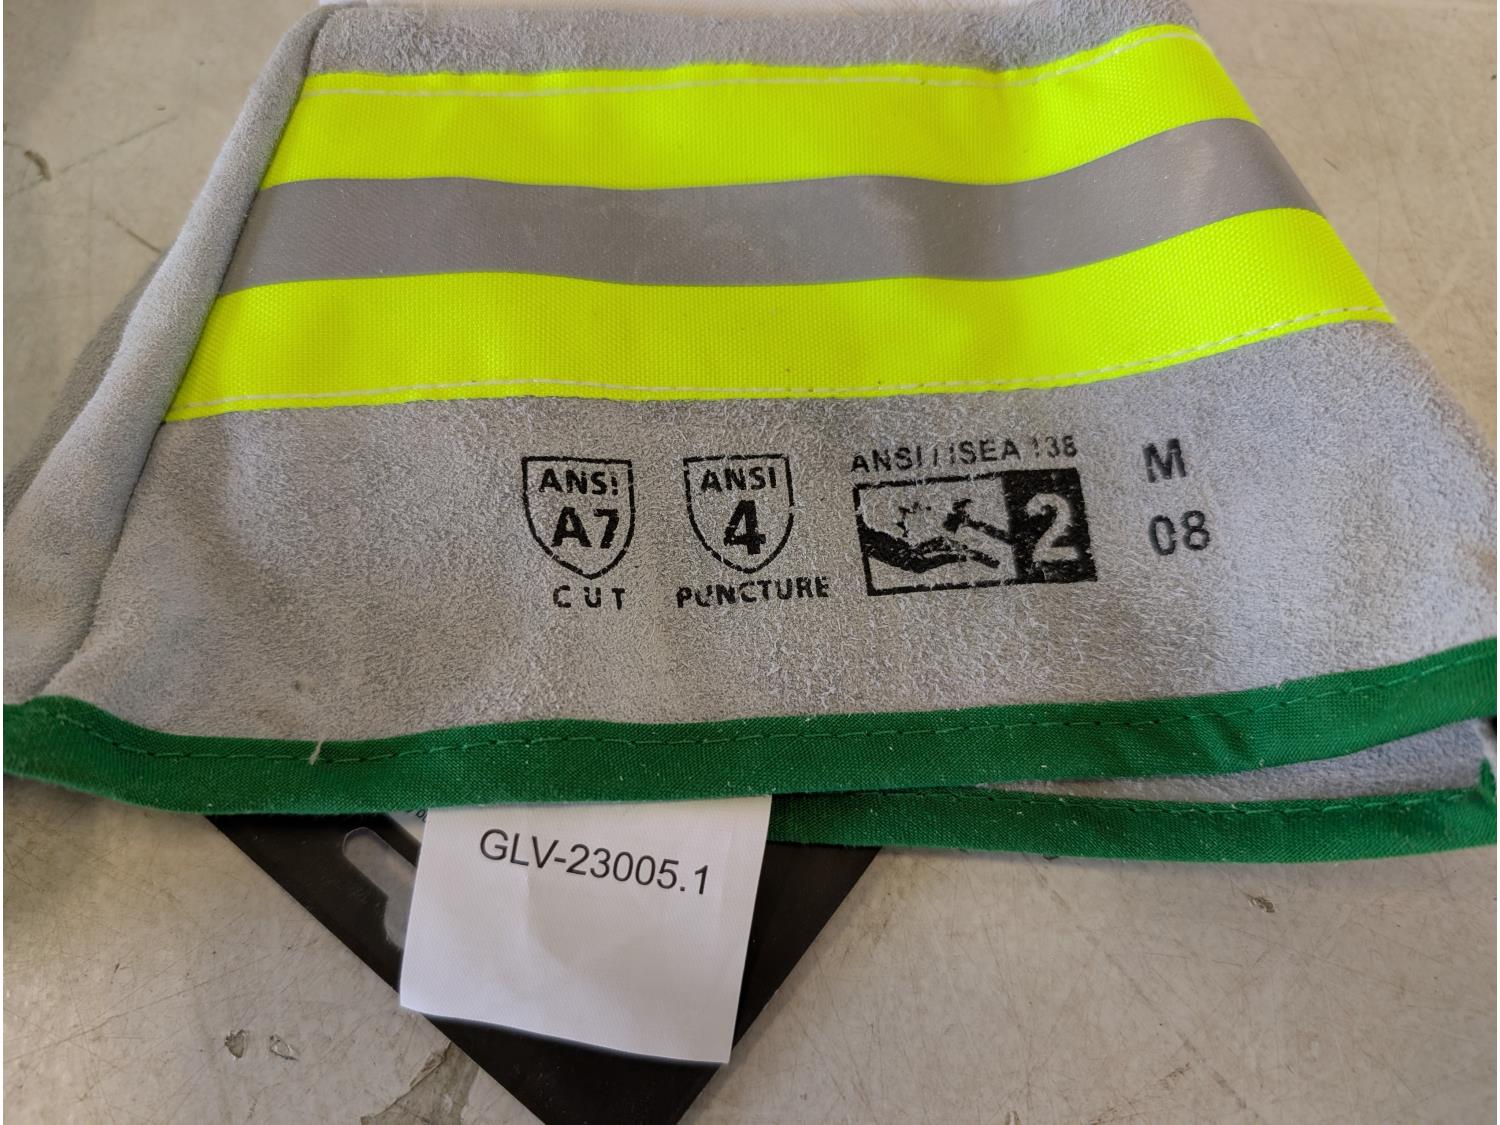 ANSI
A7
CUT
ANSI
4
PUNCTURE
ANSI/ISEA 138
2
M
08
GLV-23005.1